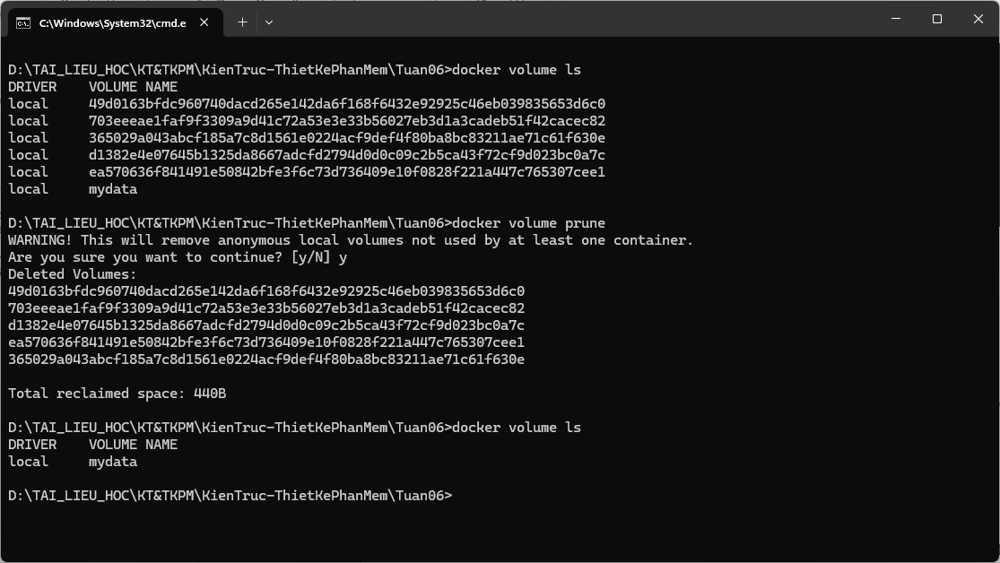 C:\Windows\System32\cmd.e
D:\TAI_LIEU_HOC\KT&TKPM\KienTruc-ThietKePhanMem\Tuan06>docker volume ls
DRIVER    VOLUME NAME
local     49d0163bfdc960740dacd265e142da6f168f6432e92925c46eb039835653d6c0
local     703eeeae1faf9f3309a9d41c72a53e3e33b56027eb3d1a3cadeb51f42cacec82
local     365029a043abcf185a7c8d1561e0224acf9def4f80ba8bc83211ae71c61f630e
local     d1382e4e07645b1325da8667adcfd2794d0d0c09c2b5ca43f72cf9d023bc0a7c
local     ea570636f841491e50842bfe3f6c73d736409e10f0828f221a447c765307cee1
local     mydata
D:\TAI_LIEU_HOC\KT&TKPM\KienTruc-ThietKePhanMem\Tuan06>docker volume prune
WARNING! This will remove anonymous local volumes not used by at least one container.
Are you sure you want to continue? [y/N] y
Deleted Volumes:
49d0163bfdc960740dacd265e142da6f168f6432e92925c46eb039835653d6c0
703eeeae1faf9f3309a9d41c72a53e3e33b56027eb3d1a3cadeb51f42cacec82
d1382e4e07645b1325da8667adcfd2794d0d0c09c2b5ca43f72cf9d023bc0a7c
ea570636f841491e50842bfe3f6c73d736409e10f0828f221a447c765307cee1
365029a043abcf185a7c8d1561e0224acf9def4f80ba8bc83211ae71c61f630e
Total reclaimed space: 440B
D:\TAI_LIEU_HOC\KT&TKPM\KienTruc-ThietKePhanMem\Tuan06>docker volume ls
DRIVER    VOLUME NAME
local     mydata
D:\TAI_LIEU_HOC\KT&TKPM\KienTruc-ThietKePhanMem\Tuan06>